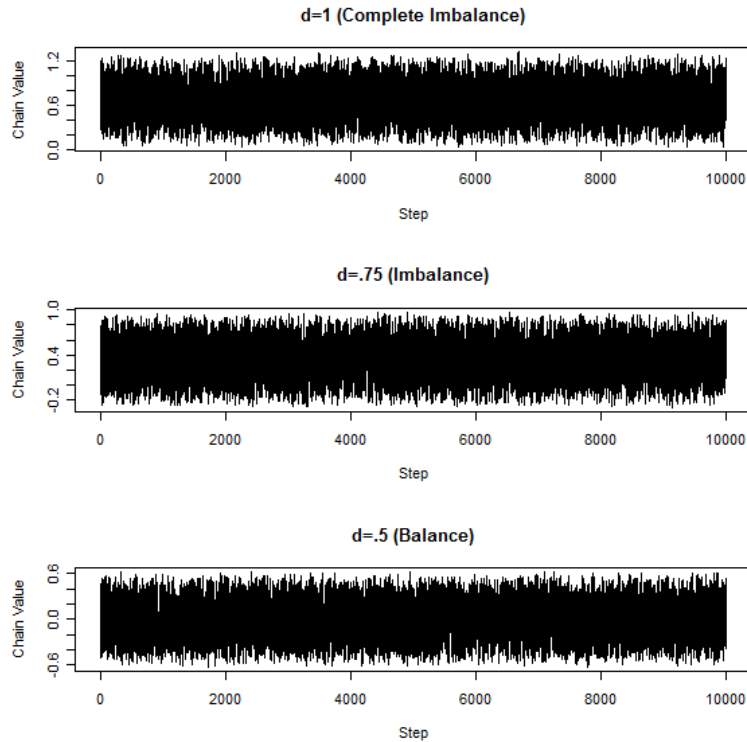 d=1 (Complete Imbalance)
Chain Value
0.0 0.6 1.2
0 2000 4000 6000 8000 10000
Step
d=.75 (Imbalance)
Chain Value
-0.2 0.4 1.0
0 2000 4000 6000 8000 10000
Step
d=.5 (Balance)
Chain Value
-0.6 0.0 0.6
0 2000 4000 6000 8000 10000
Step